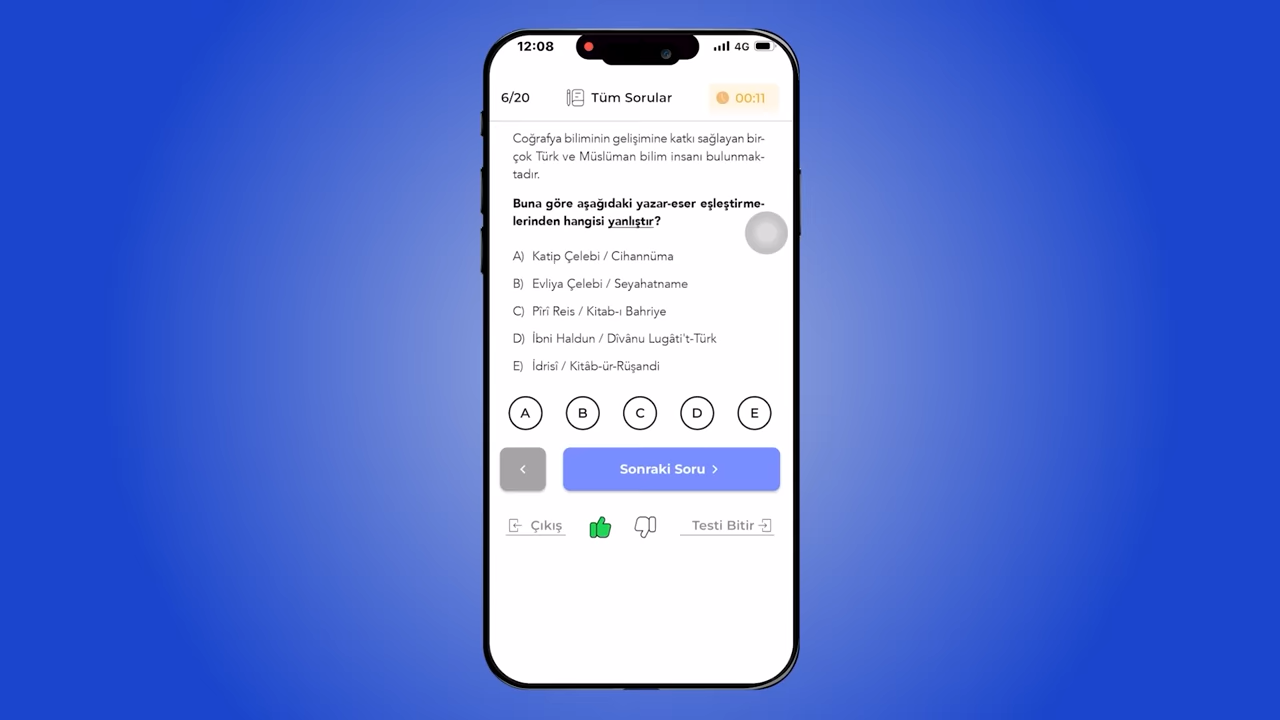 12:08
4G
6/20
Tüm Sorular
00:11
Coğrafya biliminin gelişimine katkı sağlayan bir-
çok Türk ve Müslüman bilim insanı bulunmak-
tadır.
Buna göre aşağıdaki yazar-eser eşleştirme-
lerinden hangisi yanlıştır?
A) Katip Çelebi / Cihannüma
B) Evliya Çelebi / Seyahatname
C) Pîrî Reis / Kitab-ı Bahriye
D) İbni Haldun / Dîvânu Lugâti't-Türk
E) İdrisî / Kitâb-ür-Rüşandi
A B C D E
Sonraki Soru
Çıkış
Testi Bitir